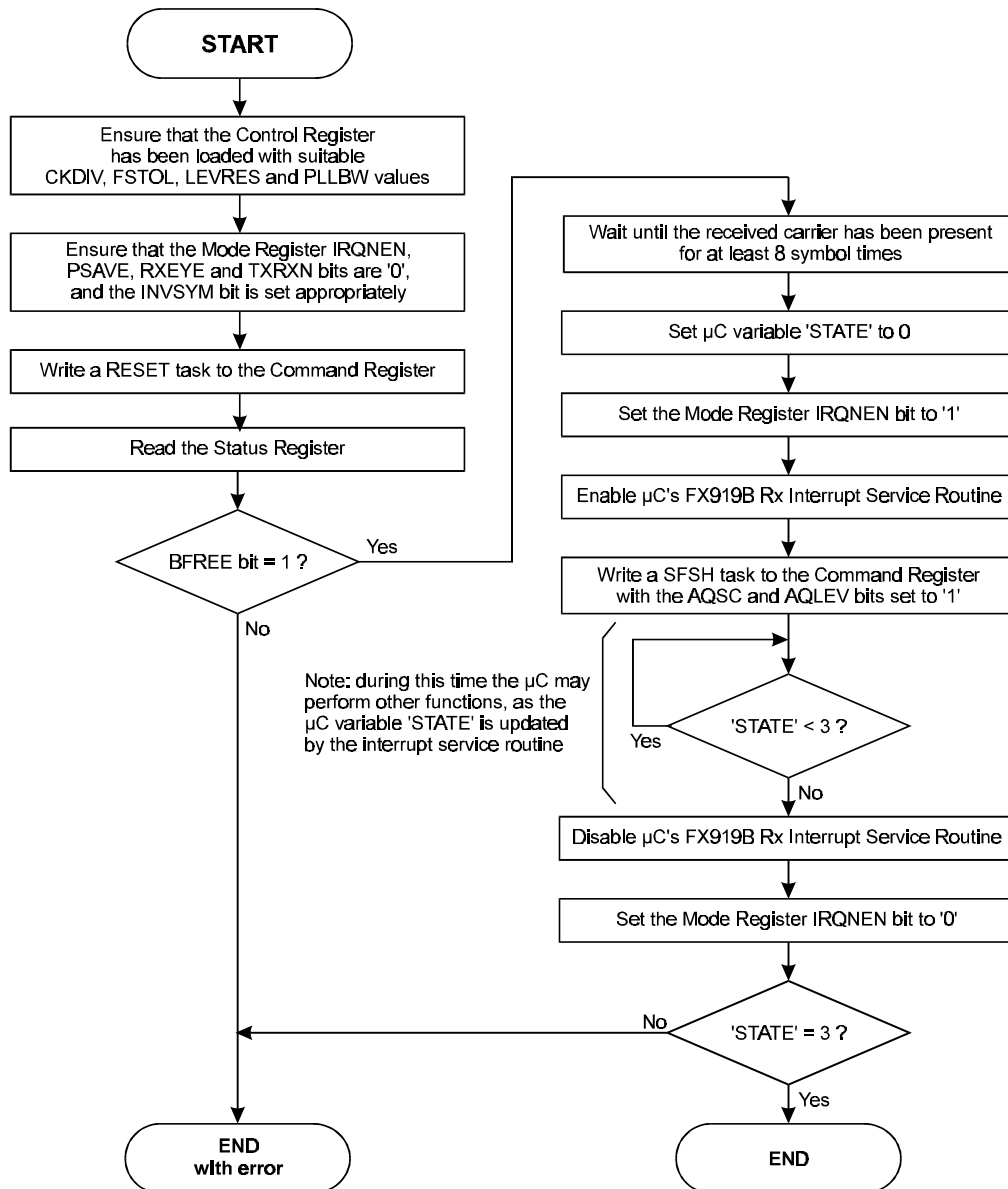 START
Ensure that the Control Register
has been loaded with suitable
CKDIV, FSTOL, LEVRES and PLLBW values
Ensure that the Mode Register IRQNEN,
PSAVE, RXEYE and TXRXN bits are '0',
and the INVSYM bit is set appropriately
Write a RESET task to the Command Register
Read the Status Register
BFREE bit = 1 ?
Yes
No
Wait until the received carrier has been present
for at least 8 symbol times
Set µC variable 'STATE' to 0
Set the Mode Register IRQNEN bit to '1'
Enable µC's FX919B Rx Interrupt Service Routine
Write a SFSH task to the Command Register
with the AQSC and AQLEV bits set to '1'
Note: during this time the µC may
perform other functions, as the
µC variable 'STATE' is updated
by the interrupt service routine
'STATE' < 3 ?
Yes
No
Disable µC's FX919B Rx Interrupt Service Routine
Set the Mode Register IRQNEN bit to '0'
'STATE' = 3 ?
No
Yes
END
with error
END